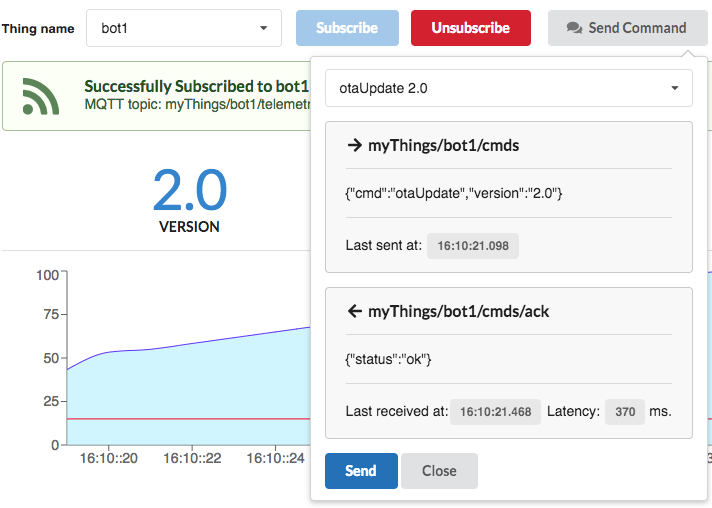 Thing name bot1 Subscribe Unsubscribe Send Command
Successfully Subscribed to bot1
MQTT topic: myThings/bot1/telemetr
otaUpdate 2.0
myThings/bot1/cmds
{"cmd":"otaUpdate","version":"2.0"}
Last sent at: 16:10:21.098
myThings/bot1/cmds/ack
{"status":"ok"}
Last received at: 16:10:21.468 Latency: 370 ms.
Send Close
2.0
VERSION
100
75
50
25
0
16:10::20 16:10::22 16:10::24